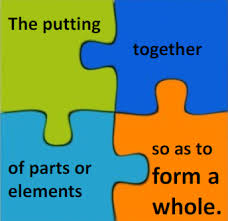 The putting
together
of parts or
elements
so as to
form a
whole.